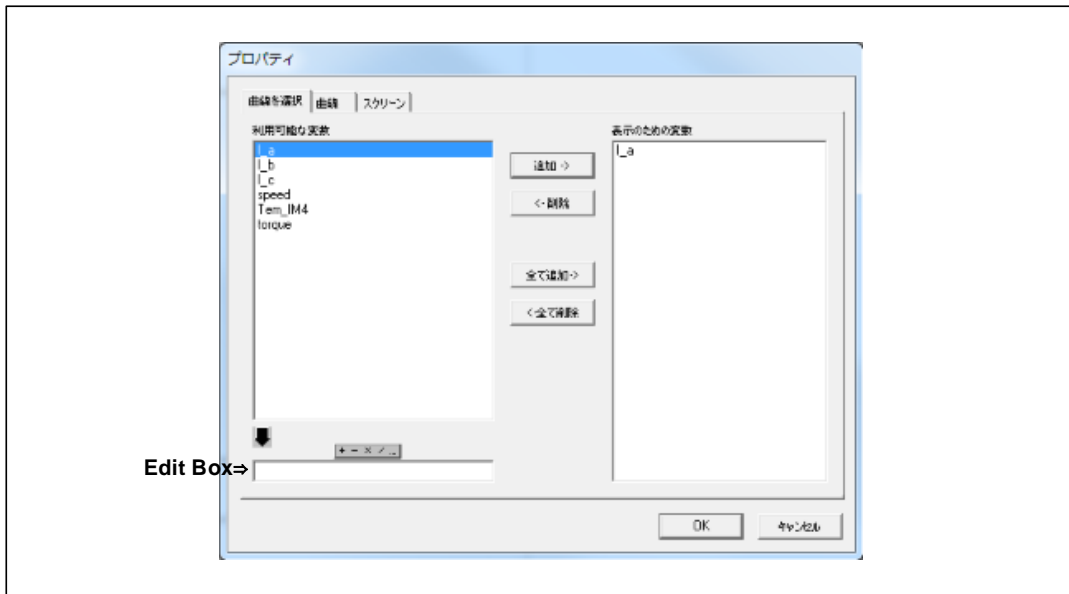 プロパティ
曲線を選択 曲線 スクリーン
利用可能な変数
I_a
I_b
I_c
speed
Tem_IM4
torque
追加 ->
<- 削除
全て追加->
<-全て削除
表示のための変数
I_a
+ - × / ...
Edit Box⇒
OK キャンセル